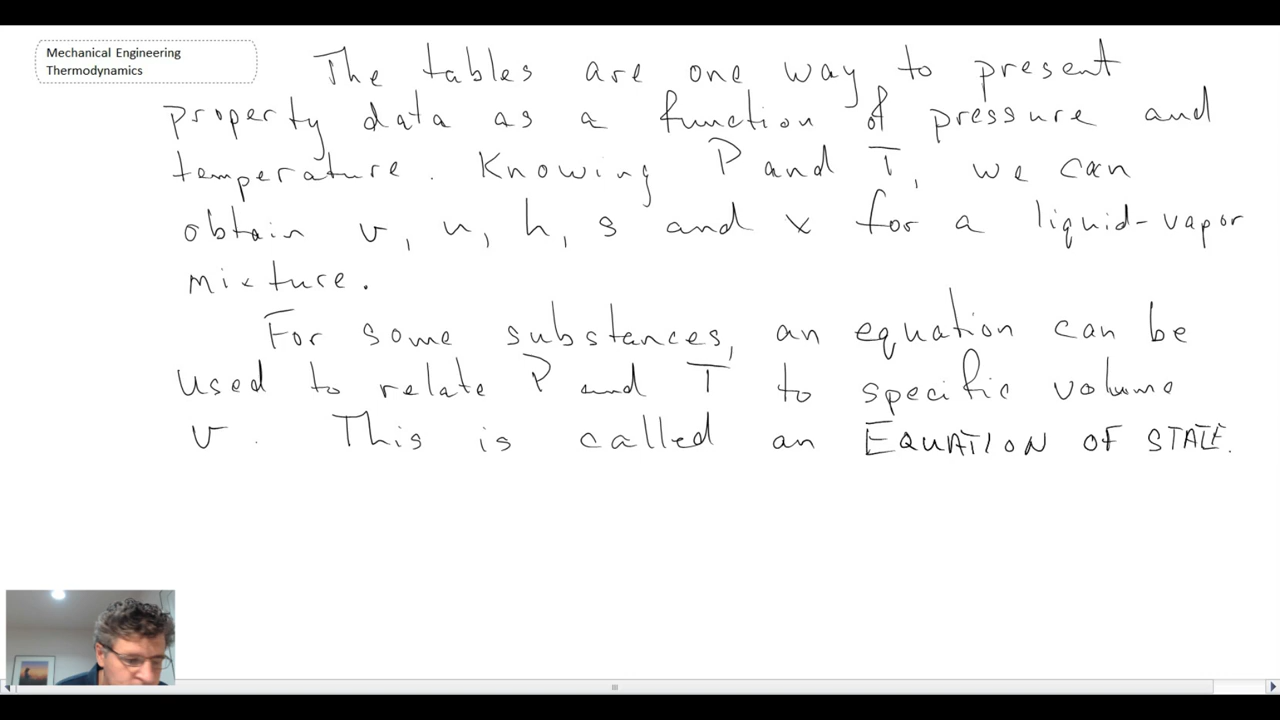 Mechanical Engineering
Thermodynamics
The tables are one way to present
property data as a function of pressure and
temperature. Knowing P and T, we can
obtain v, u, h, s and x for a liquid-vapor
mixture.
For some substances, an equation can be
used to relate P and T to specific volume
v. This is called an EQUATION OF STATE.